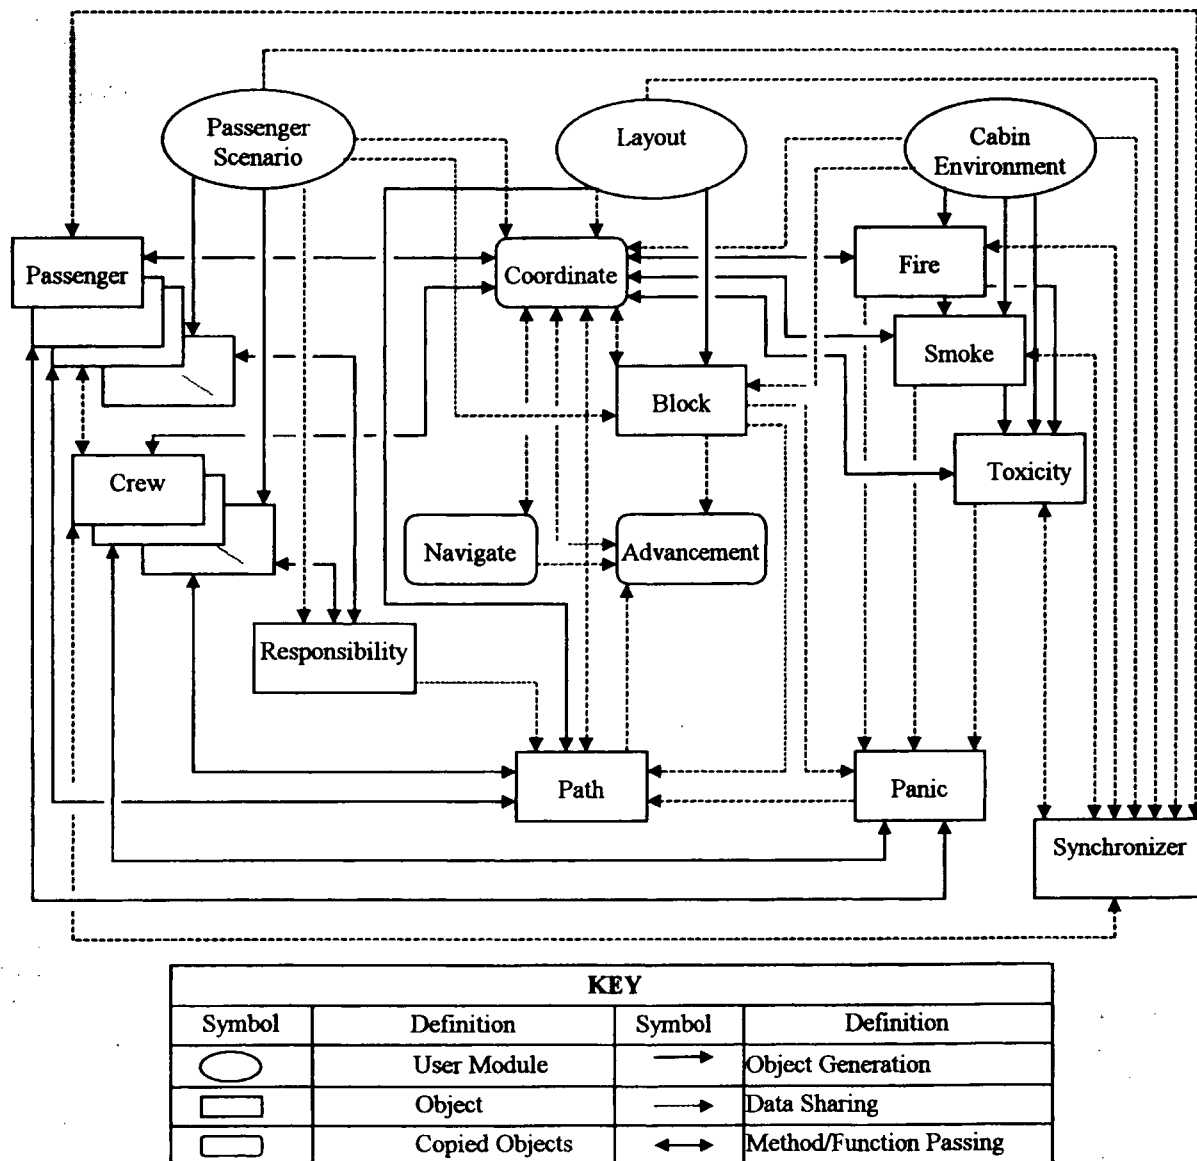 Passenger
Scenario
Layout
Cabin
Environment
Passenger
Coordinate
Fire
Smoke
Block
Crew
Toxicity
Navigate
Advancement
Responsibility
Path
Panic
Synchronizer
KEY
Symbol Definition Symbol Definition
User Module Object Generation
Object Data Sharing
Copied Objects Method/Function Passing